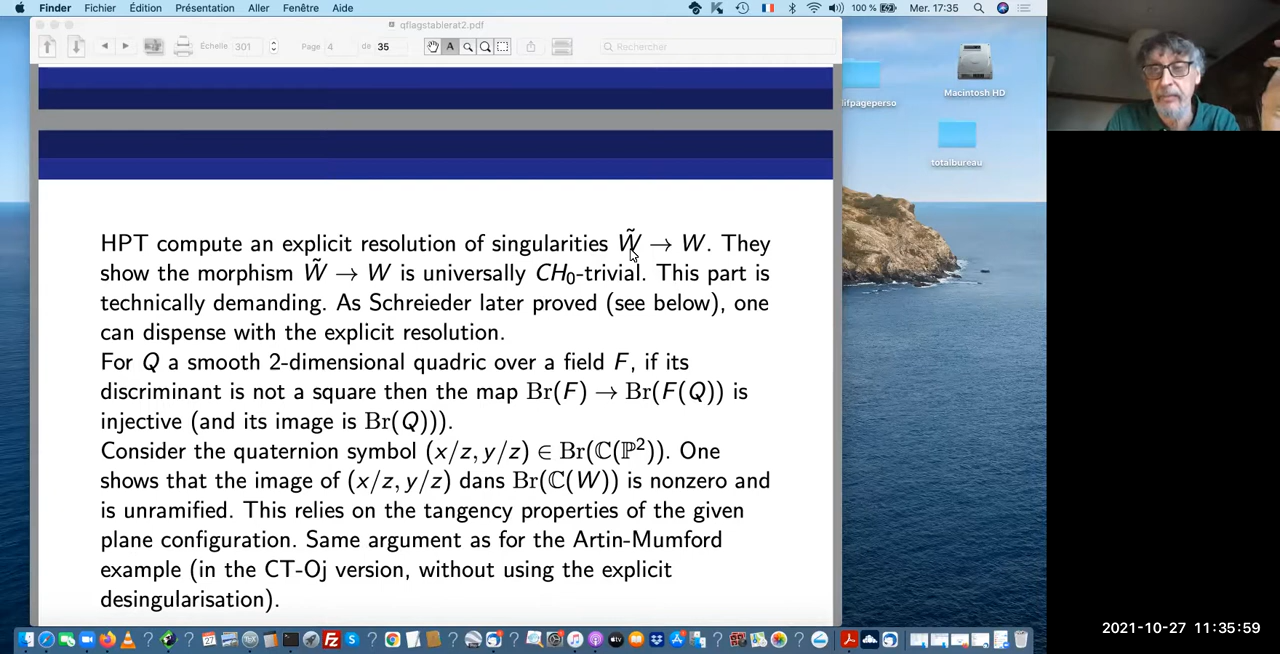 Finder Fichier Édition Présentation Aller Fenêtre Aide 100 % Mer. 17:35
qflagstablerat2.pdf
Echelle 301 Page 4 de 35 Rechercher
lifpageperso
Macintosh HD
totalbureau
HPT compute an explicit resolution of singularities W̃ → W. They
show the morphism W̃ → W is universally CH₀-trivial. This part is
technically demanding. As Schreieder later proved (see below), one
can dispense with the explicit resolution.
For Q a smooth 2-dimensional quadric over a field F, if its
discriminant is not a square then the map Br(F) → Br(F(Q)) is
injective (and its image is Br(Q))).
Consider the quaternion symbol (x/z, y/z) ∈ Br(ℂ(ℙ²)). One
shows that the image of (x/z, y/z) dans Br(ℂ(W)) is nonzero and
is unramified. This relies on the tangency properties of the given
plane configuration. Same argument as for the Artin-Mumford
example (in the CT-Oj version, without using the explicit
desingularisation).
2021-10-27 11:35:59